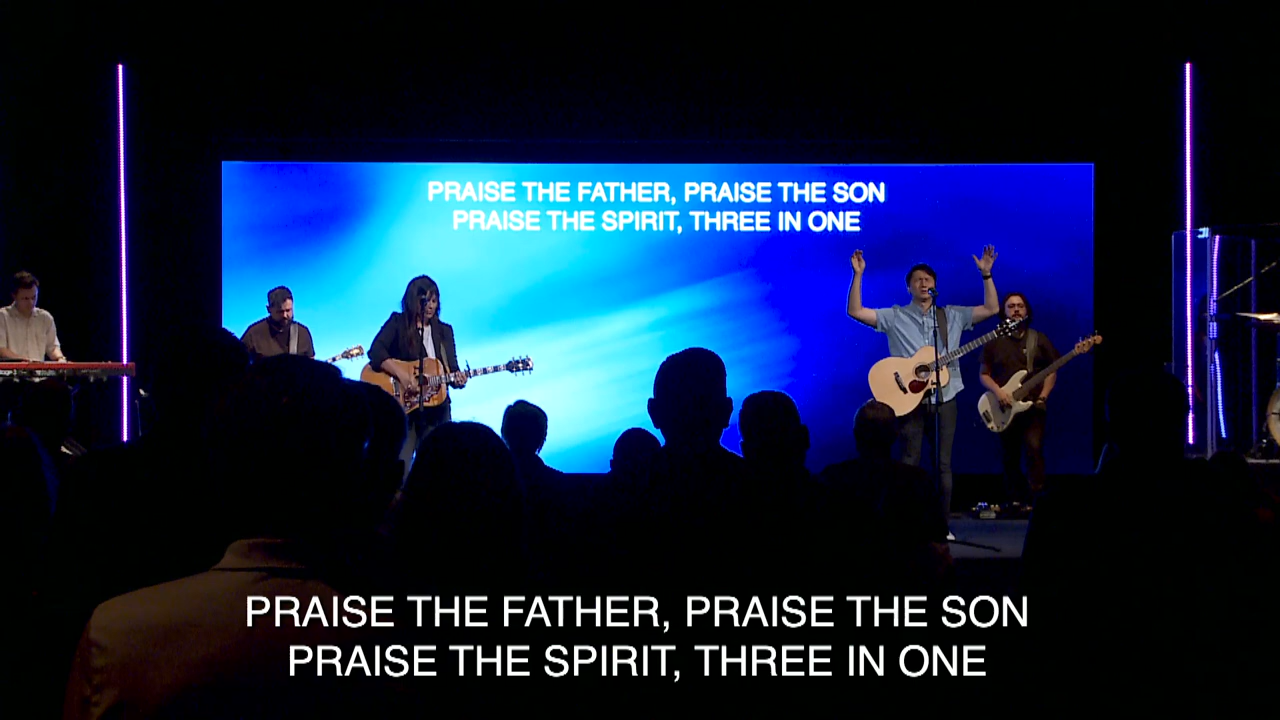 PRAISE THE FATHER, PRAISE THE SON
PRAISE THE SPIRIT, THREE IN ONE
PRAISE THE FATHER, PRAISE THE SON
PRAISE THE SPIRIT, THREE IN ONE